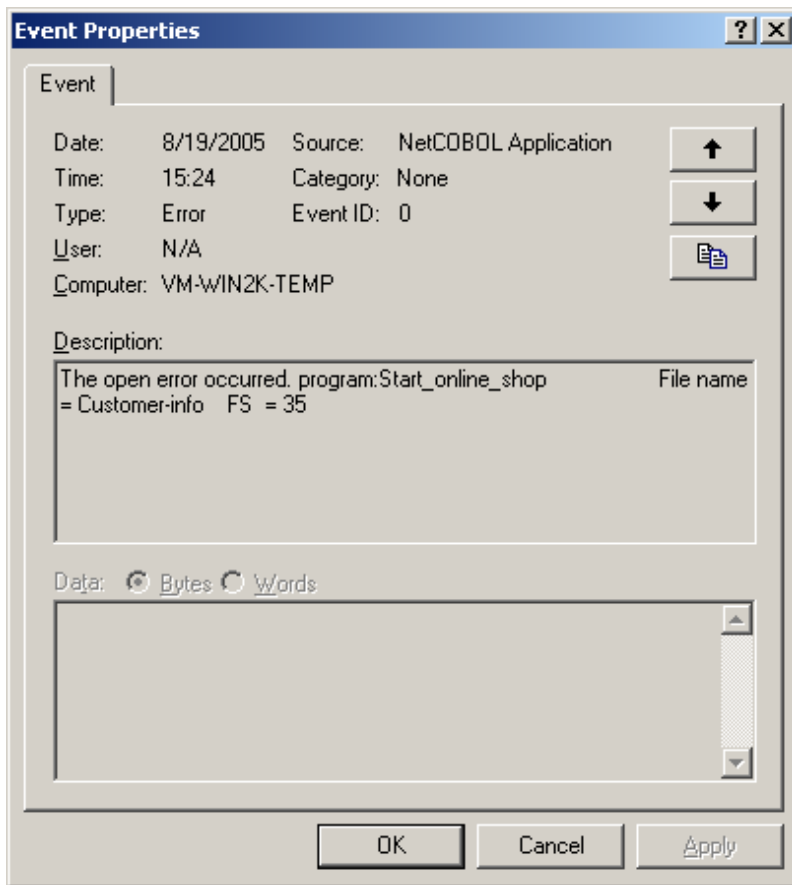 Event Properties
Event
Date: 8/19/2005 Source: NetCOBOL Application
Time: 15:24 Category: None
Type: Error Event ID: 0
User: N/A
Computer: VM-WIN2K-TEMP
Description:
The open error occurred. program:Start_online_shop File name
= Customer-info FS = 35
Data: Bytes Words
OK Cancel Apply